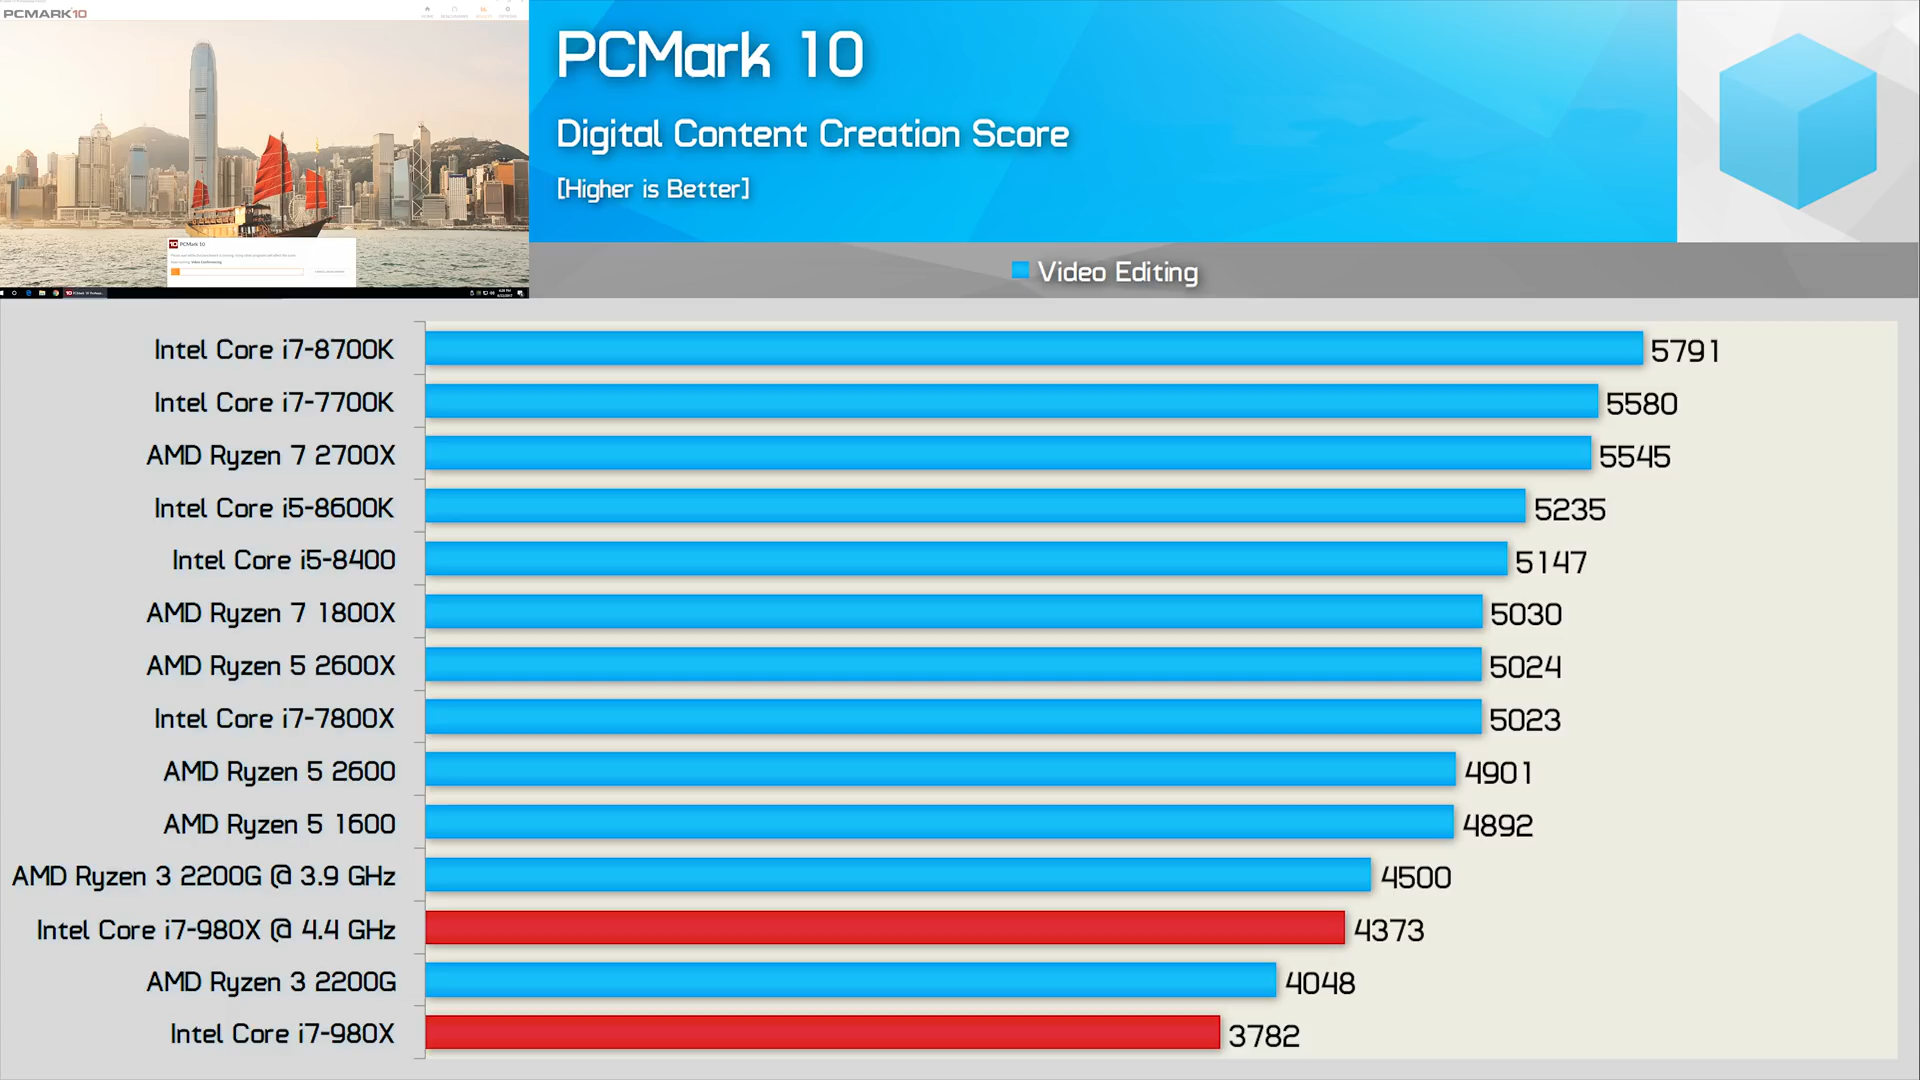 PCMARK10
PCMark 10
Digital Content Creation Score
[Higher is Better]
PCMark 10
Video Editing
Intel Core i7-8700K 5791
Intel Core i7-7700K 5580
AMD Ryzen 7 2700X 5545
Intel Core i5-8600K 5235
Intel Core i5-8400 5147
AMD Ryzen 7 1800X 5030
AMD Ryzen 5 2600X 5024
Intel Core i7-7800X 5023
AMD Ryzen 5 2600 4901
AMD Ryzen 5 1600 4892
AMD Ryzen 3 2200G @ 3.9 GHz 4500
Intel Core i7-980X @ 4.4 GHz 4373
AMD Ryzen 3 2200G 4048
Intel Core i7-980X 3782